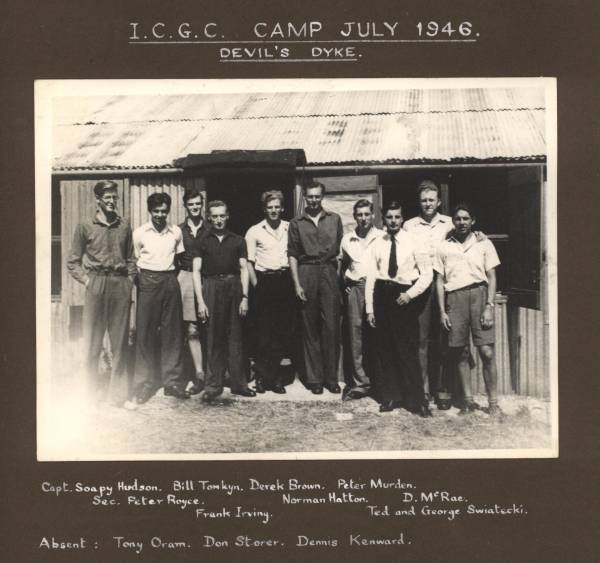 I.C.G.C. CAMP JULY 1946.
DEVIL'S DYKE.
Capt. Soapy Hudson. Bill Tomkyn. Derek Brown. Peter Murden.
Sec. Peter Royce. Norman Hatton. D. McRae.
Frank Irving. Ted and George Swiatecki.
Absent : Tony Oram. Don Storer. Dennis Kenward.